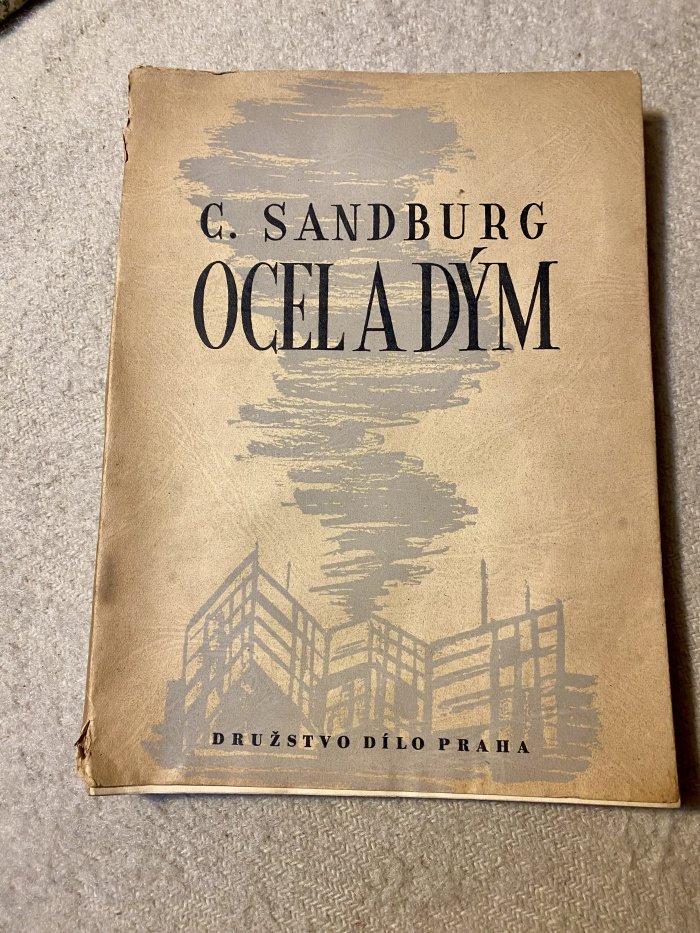 C. SANDBURG
OCEL A DÝM
DRUŽSTVO DÍLO PRAHA